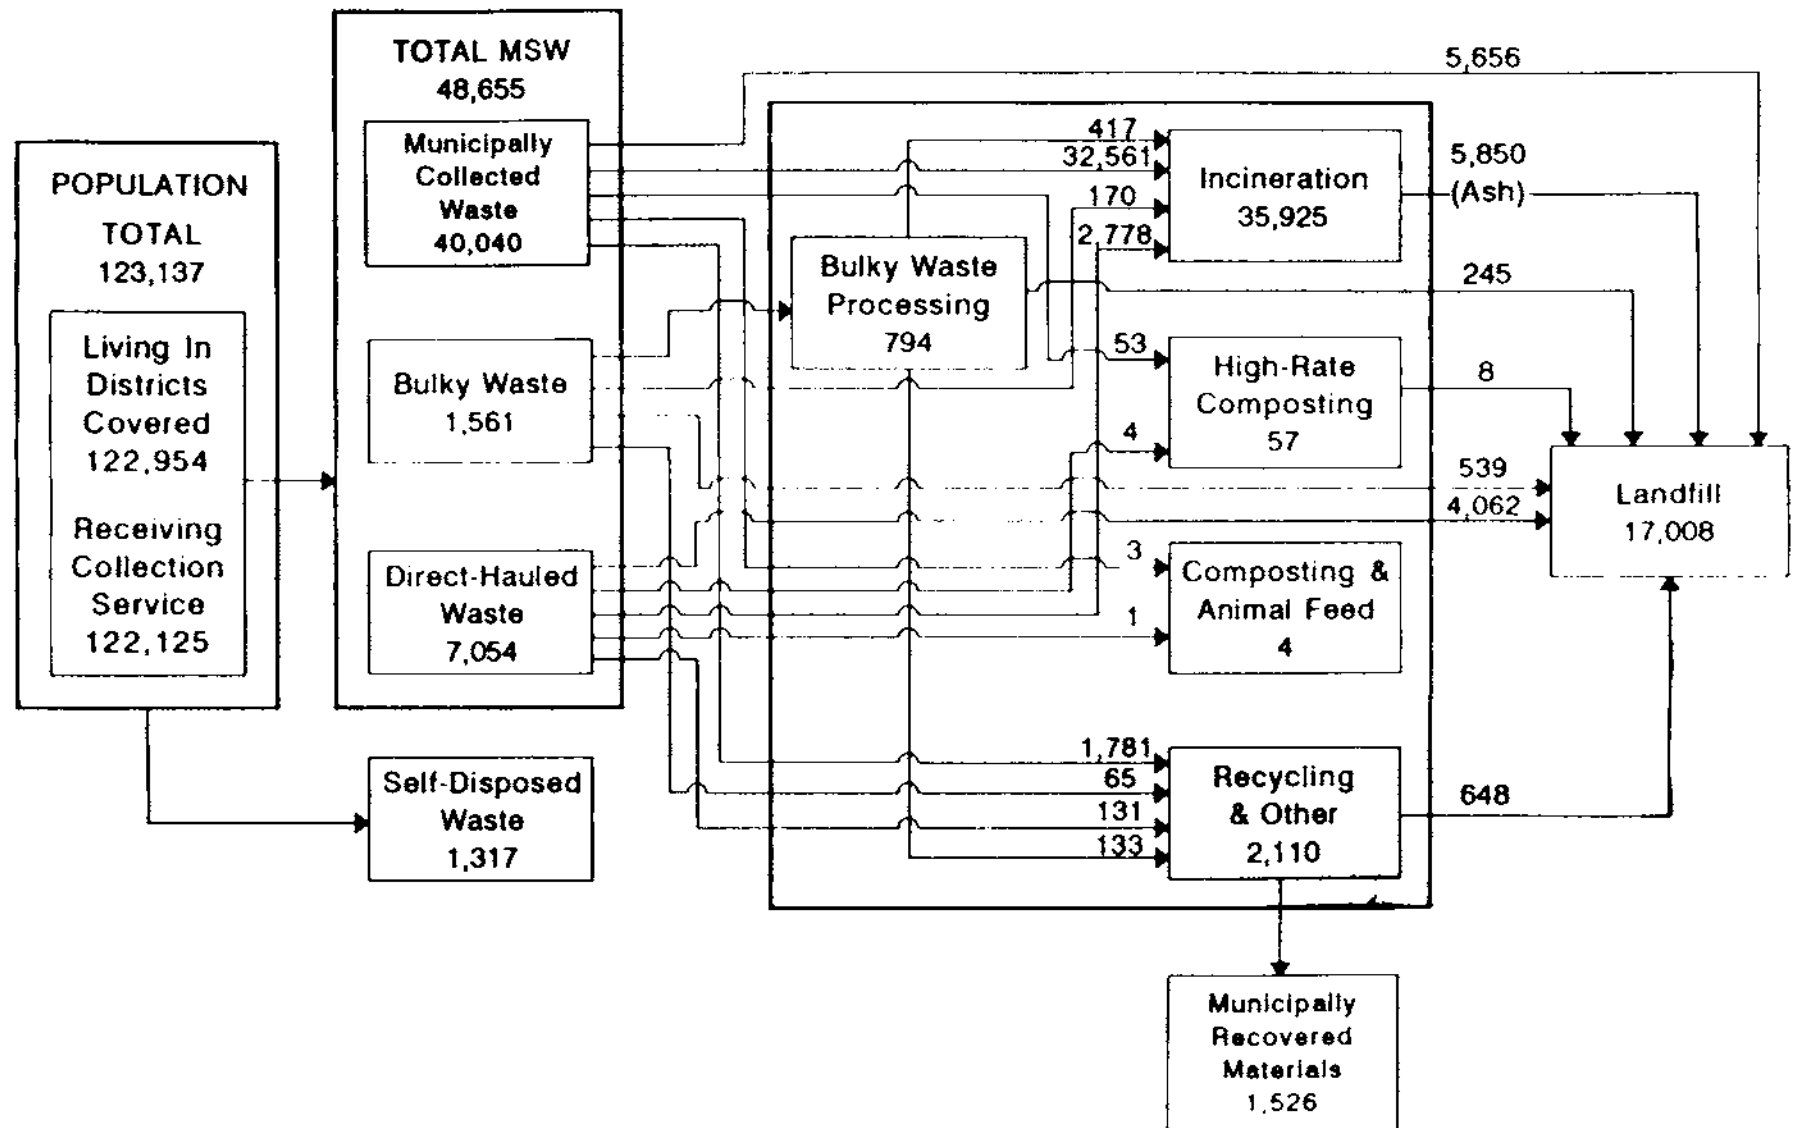 POPULATION
TOTAL
123,137
Living In
Districts
Covered
122,954
Receiving
Collection
Service
122,125
TOTAL MSW
48,655
Municipally
Collected
Waste
40,040
Bulky Waste
1,561
Direct-Hauled
Waste
7,054
Self-Disposed
Waste
1,317
Bulky Waste
Processing
794
417
32,561
170
2,778
Incineration
35,925
53
4
High-Rate
Composting
57
3
1
Composting &
Animal Feed
4
1,781
65
131
133
Recycling
& Other
2,110
5,656
5,850
(Ash)
245
8
539
4,062
648
Landfill
17,008
Municipally
Recovered
Materials
1,526